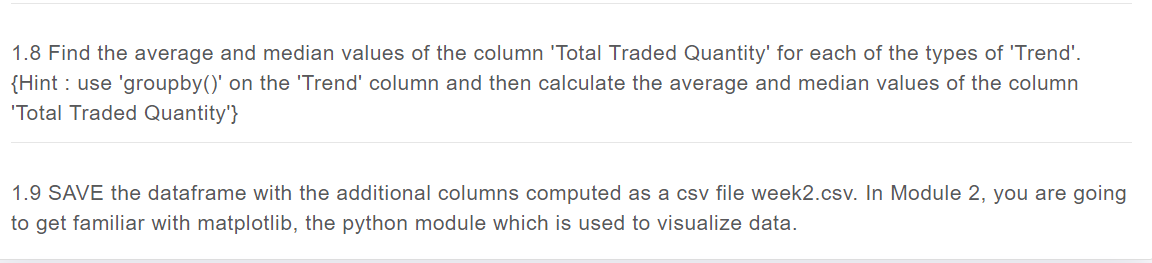 1.8 Find the average and median values of the column 'Total Traded Quantity' for each of the types of 'Trend'.
{Hint : use 'groupby()' on the 'Trend' column and then calculate the average and median values of the column
'Total Traded Quantity'}
1.9 SAVE the dataframe with the additional columns computed as a csv file week2.csv. In Module 2, you are going
to get familiar with matplotlib, the python module which is used to visualize data.